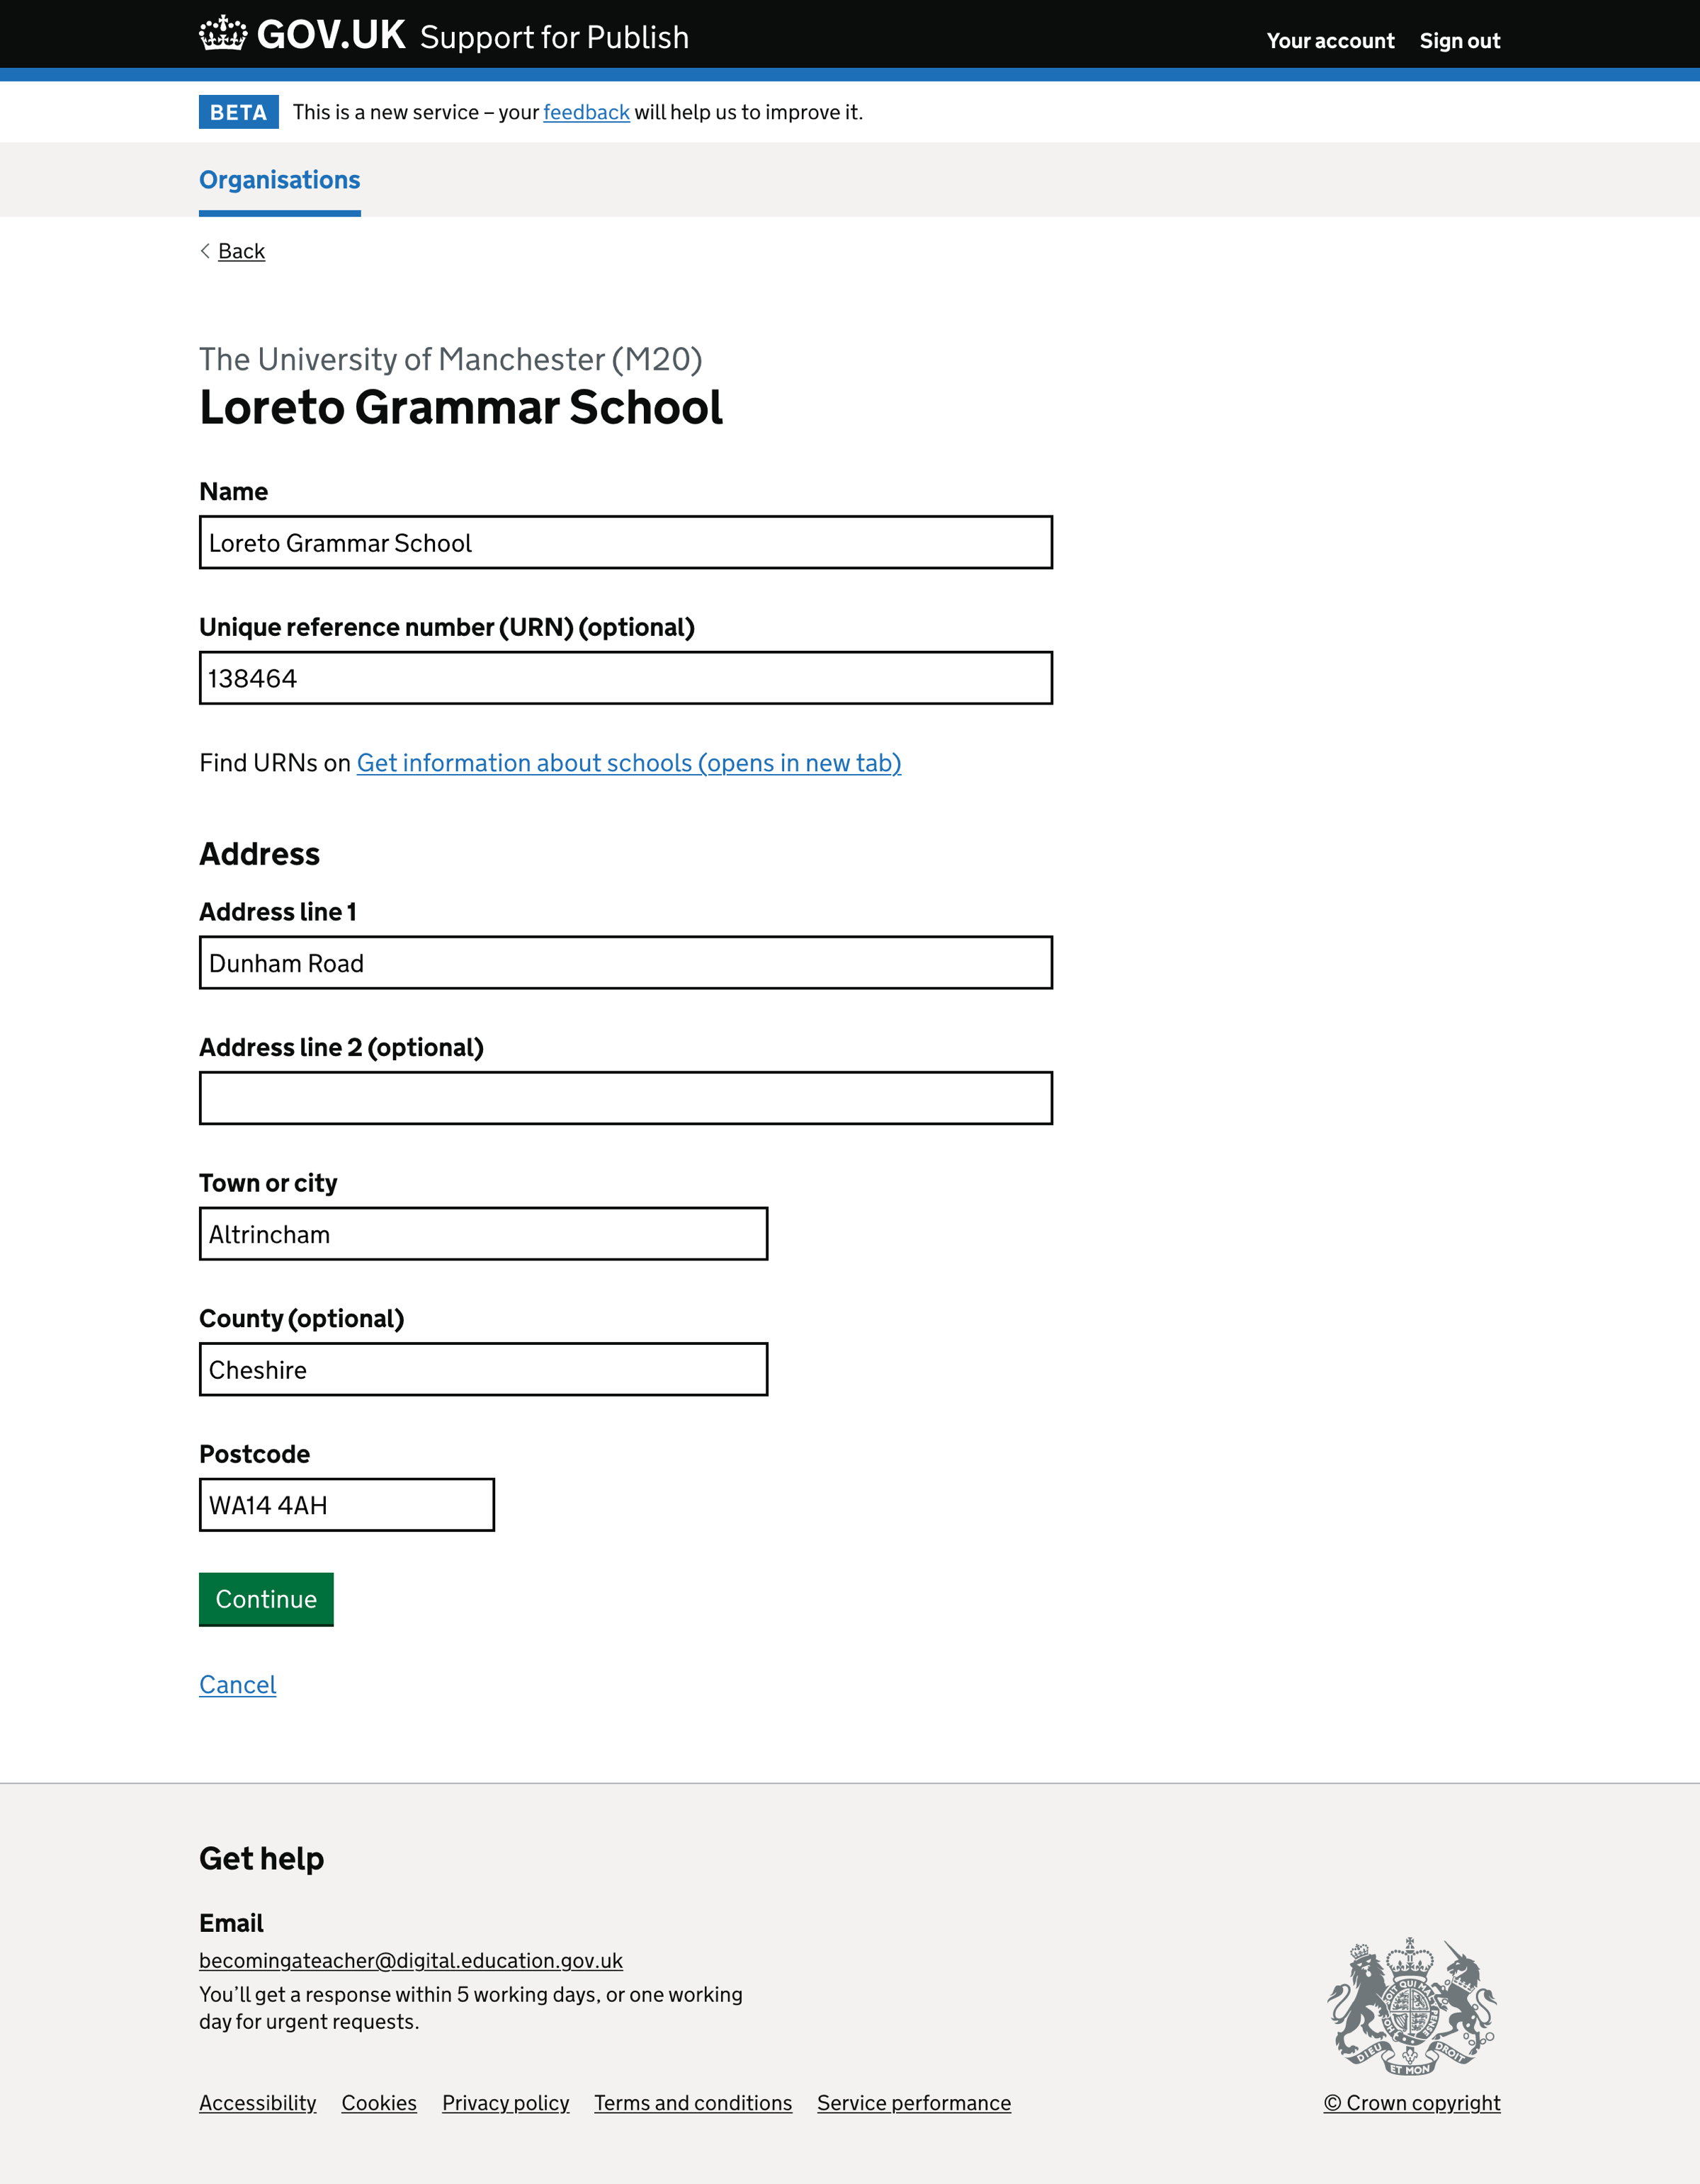 GOV.UK Support for Publish
Your account Sign out
BETA This is a new service – your feedback will help us to improve it.
Organisations
Back
The University of Manchester (M20)
Loreto Grammar School
Name
Loreto Grammar School
Unique reference number (URN) (optional)
138464
Find URNs on Get information about schools (opens in new tab)
Address
Address line 1
Dunham Road
Address line 2 (optional)
Town or city
Altrincham
County (optional)
Cheshire
Postcode
WA14 4AH
Continue
Cancel
Get help
Email
becomingateacher@digital.education.gov.uk
You’ll get a response within 5 working days, or one working
day for urgent requests.
DIEU ET MON DROIT
Accessibility Cookies Privacy policy Terms and conditions Service performance
© Crown copyright